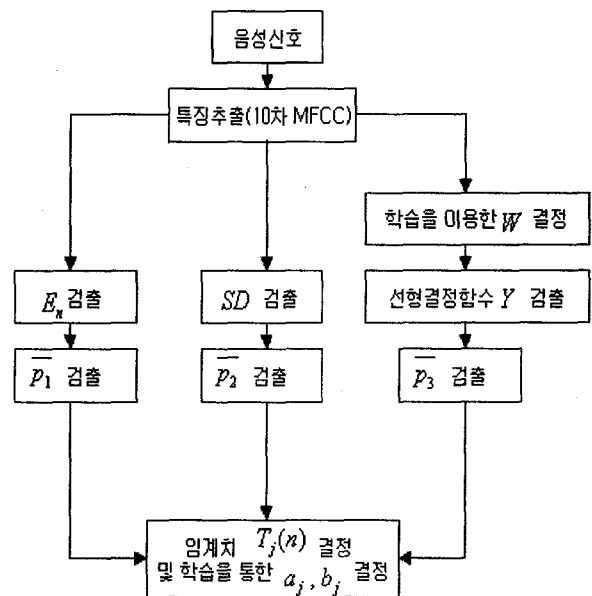 음성신호
특징추출(10차 MFCC)
학습을 이용한 W 결정
E_n 검출
SD 검출
선형결정함수 Y 검출
p̅₁ 검출
p̅₂ 검출
p̅₃ 검출
임계치 T_j(n) 결정
및 학습을 통한 a_j, b_j 결정